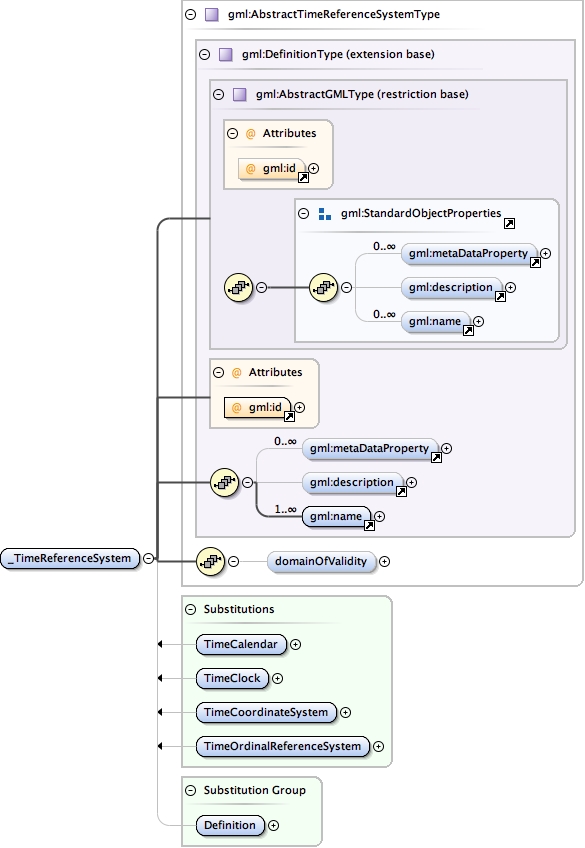 gml:AbstractTimeReferenceSystemType
gml:DefinitionType (extension base)
gml:AbstractGMLType (restriction base)
@ Attributes
@ gml:id
gml:StandardObjectProperties
0..∞ gml:metaDataProperty
gml:description
0..∞ gml:name
@ Attributes
@ gml:id
0..∞ gml:metaDataProperty
gml:description
1..∞ gml:name
_TimeReferenceSystem
domainOfValidity
Substitutions
TimeCalendar
TimeClock
TimeCoordinateSystem
TimeOrdinalReferenceSystem
Substitution Group
Definition